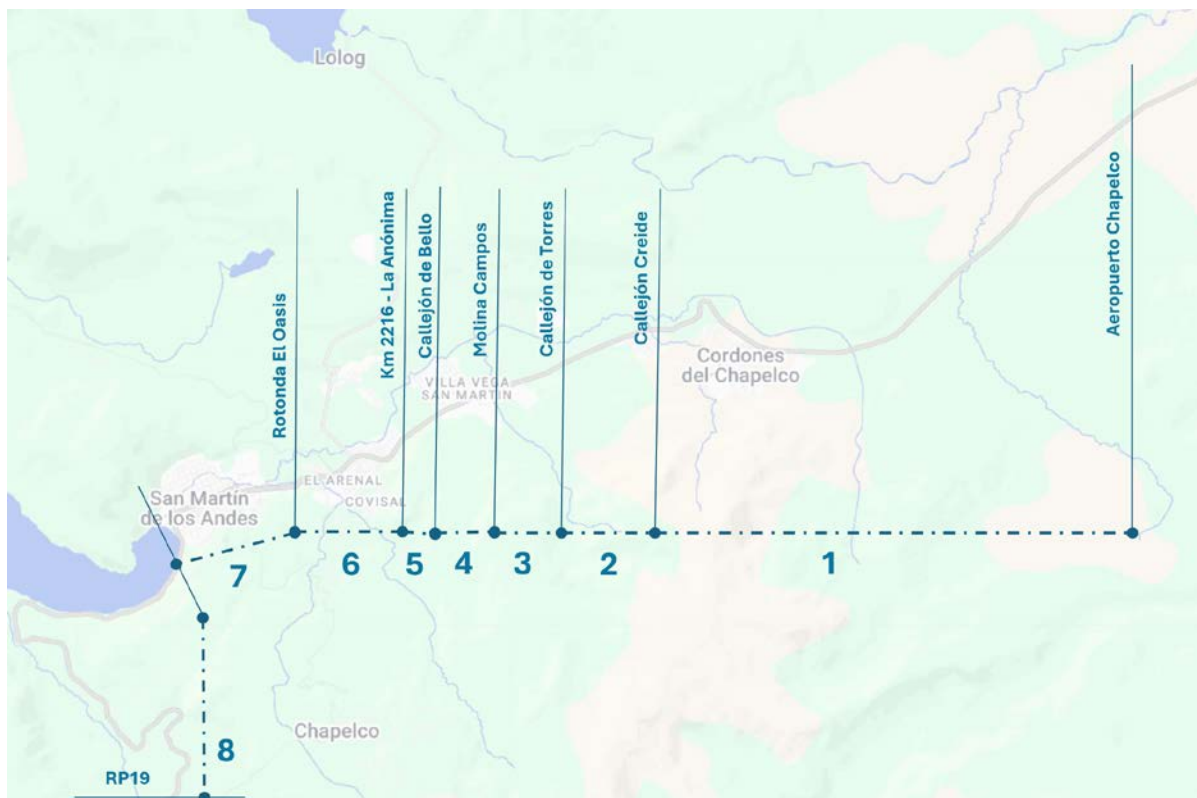 Lolog
Rotonda El Oasis
Km 2216 - La Anónima
Callejón de Bello
Molina Campos
Callejón de Torres
Callejón Creide
Aeropuerto Chapelco
Cordones
del Chapelco
VILLA VEGA
SAN MARTIN
EL ARENAL
COVISAL
San Martín
de los Andes
7
6
5
4
3
2
1
Chapelco
8
RP19